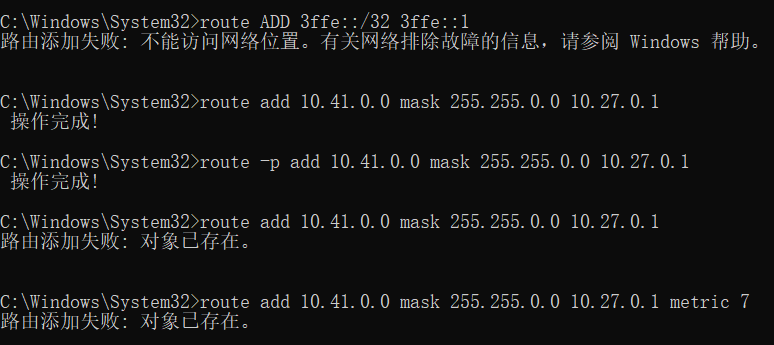 C:\Windows\System32>route ADD 3ffe::/32 3ffe::1
路由添加失败: 不能访问网络位置。有关网络排除故障的信息，请参阅 Windows 帮助。
C:\Windows\System32>route add 10.41.0.0 mask 255.255.0.0 10.27.0.1
操作完成!
C:\Windows\System32>route -p add 10.41.0.0 mask 255.255.0.0 10.27.0.1
操作完成!
C:\Windows\System32>route add 10.41.0.0 mask 255.255.0.0 10.27.0.1
路由添加失败: 对象已存在。
C:\Windows\System32>route add 10.41.0.0 mask 255.255.0.0 10.27.0.1 metric 7
路由添加失败: 对象已存在。